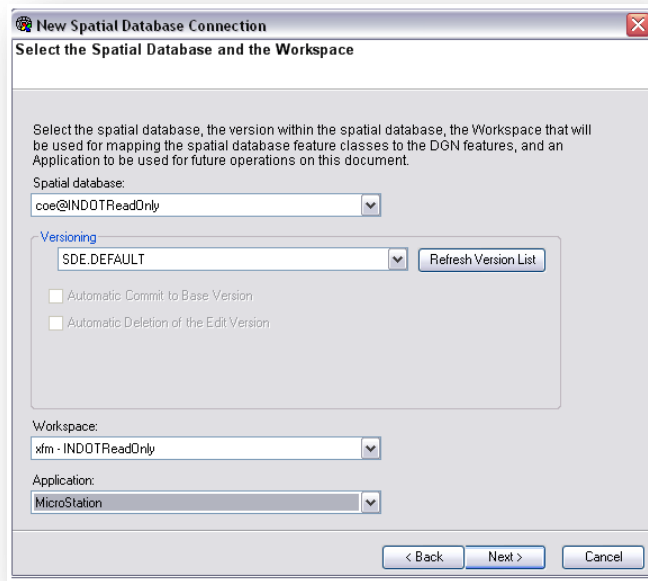 New Spatial Database Connection
Select the Spatial Database and the Workspace
Select the spatial database, the version within the spatial database, the Workspace that will
be used for mapping the spatial database feature classes to the DGN features, and an
Application to be used for future operations on this document.
Spatial database:
coe@INDOTReadOnly
Versioning
SDE.DEFAULT
Refresh Version List
Automatic Commit to Base Version
Automatic Deletion of the Edit Version
Workspace:
xfm - INDOTReadOnly
Application:
MicroStation
< Back
Next >
Cancel